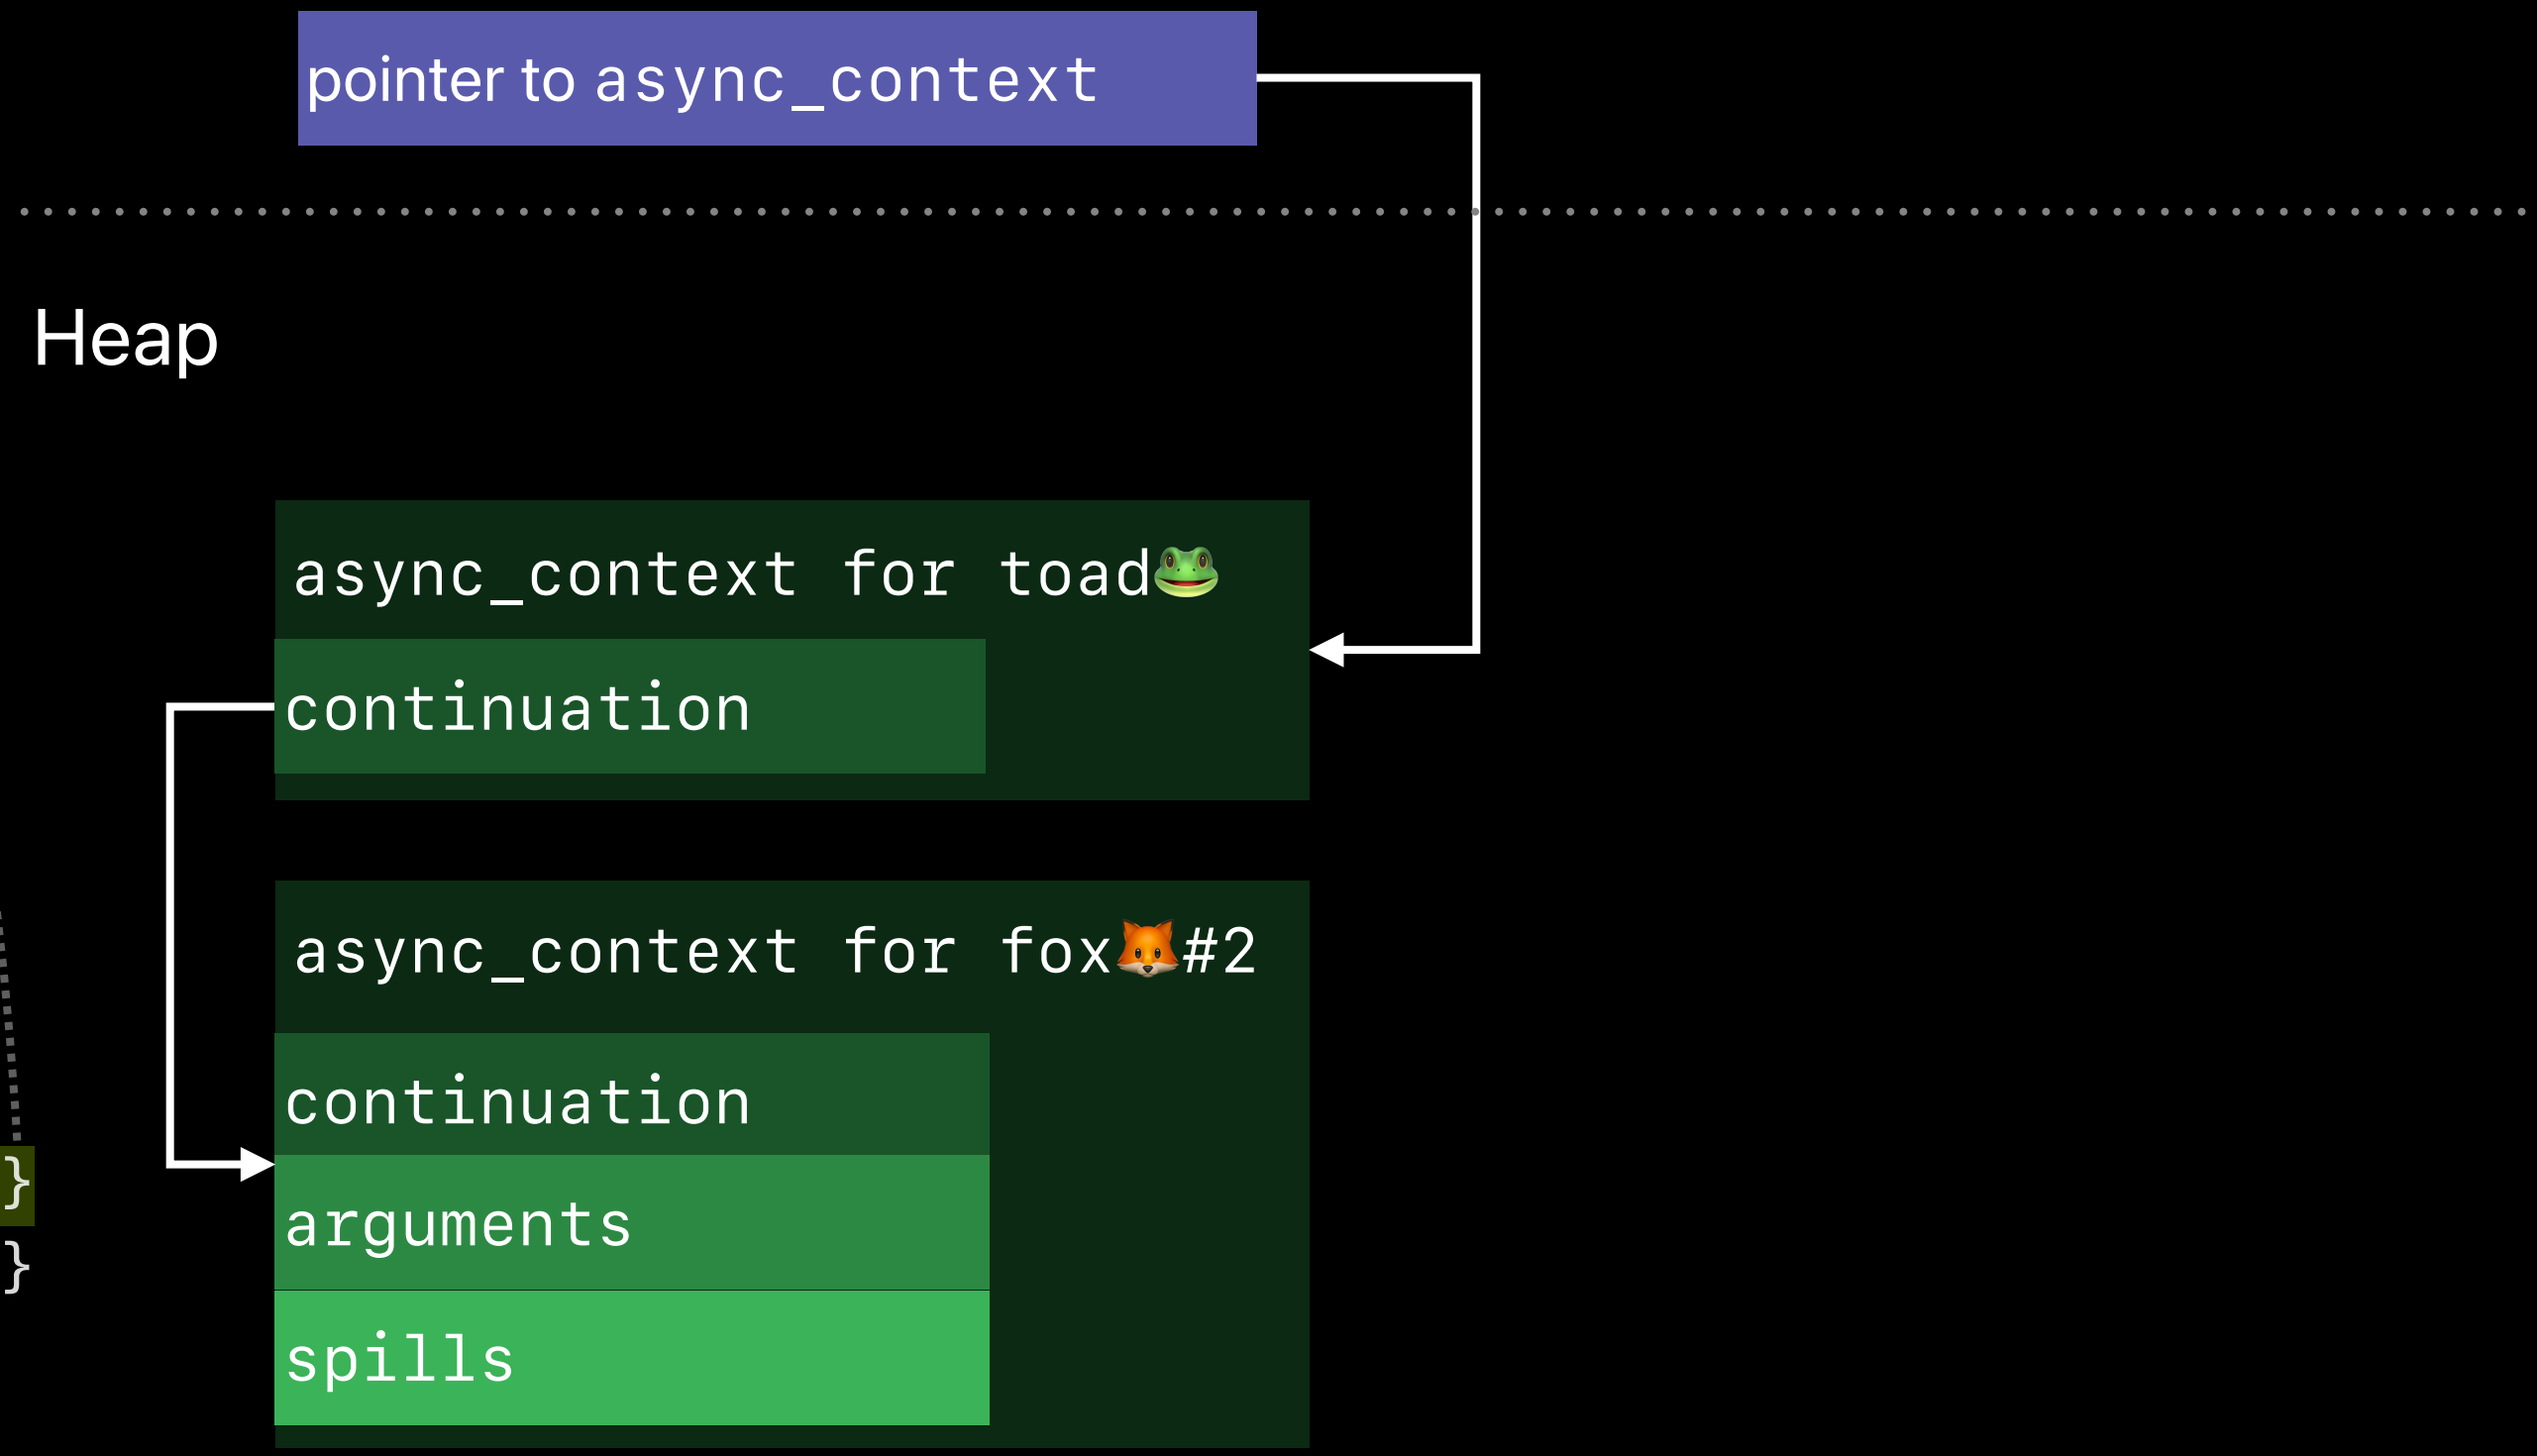 pointer to async_context
Heap
async_context for toad🐸
continuation
async_context for fox🦊#2
continuation
}
arguments
}
spills